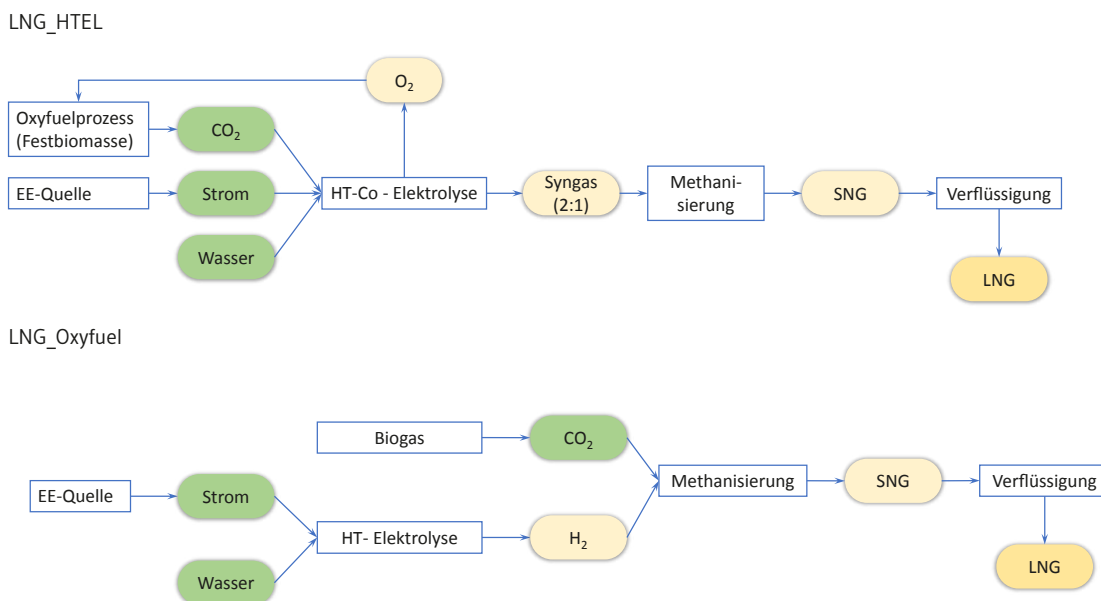 LNG_HTEL
O₂
Oxyfuelprozess
(Festbiomasse)
CO₂
EE-Quelle
Strom
HT-Co - Elektrolyse
Syngas
(2:1)
Methani-
sierung
SNG
Verflüssigung
Wasser
LNG
LNG_Oxyfuel
Biogas
CO₂
EE-Quelle
Strom
Methanisierung
SNG
Verflüssigung
HT- Elektrolyse
H₂
Wasser
LNG